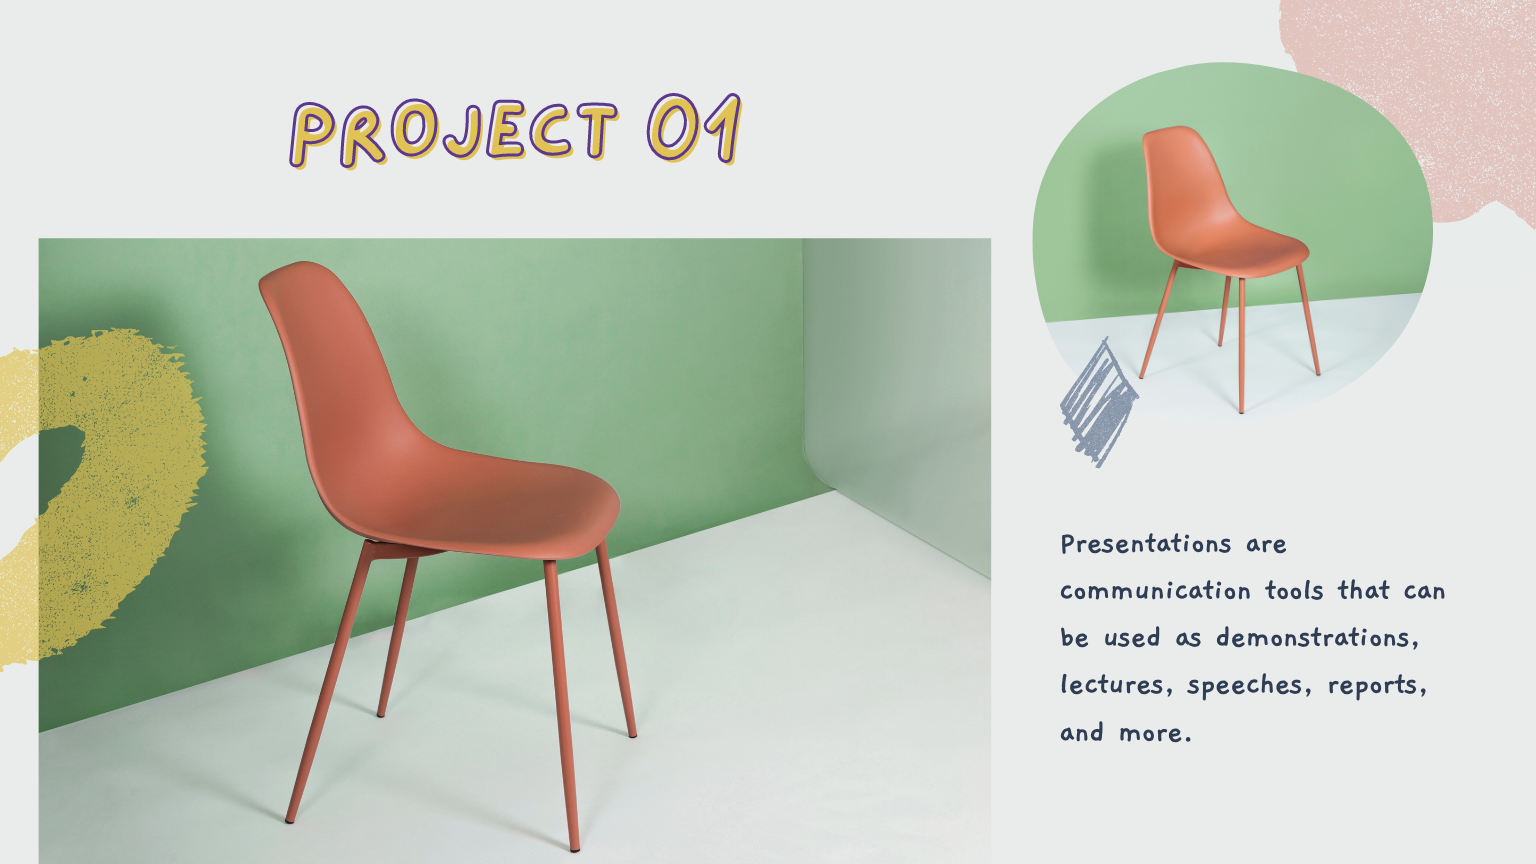 PROJECT 01
Presentations are
communication tools that can
be used as demonstrations,
lectures, speeches, reports,
and more.